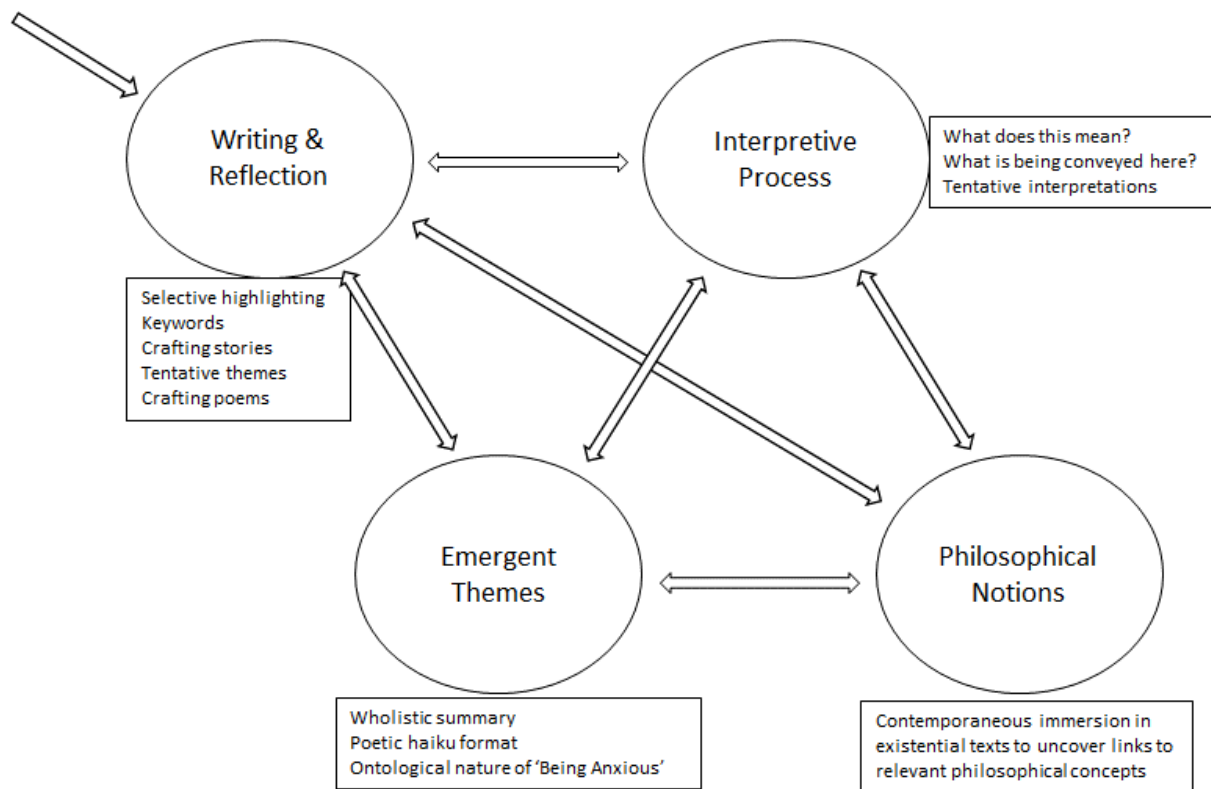 Writing &
Reflection
Interpretive
Process
What does this mean?
What is being conveyed here?
Tentative interpretations
Selective highlighting
Keywords
Crafting stories
Tentative themes
Crafting poems
Emergent
Themes
Philosophical
Notions
Wholistic summary
Poetic haiku format
Ontological nature of ‘Being Anxious’
Contemporaneous immersion in
existential texts to uncover links to
relevant philosophical concepts